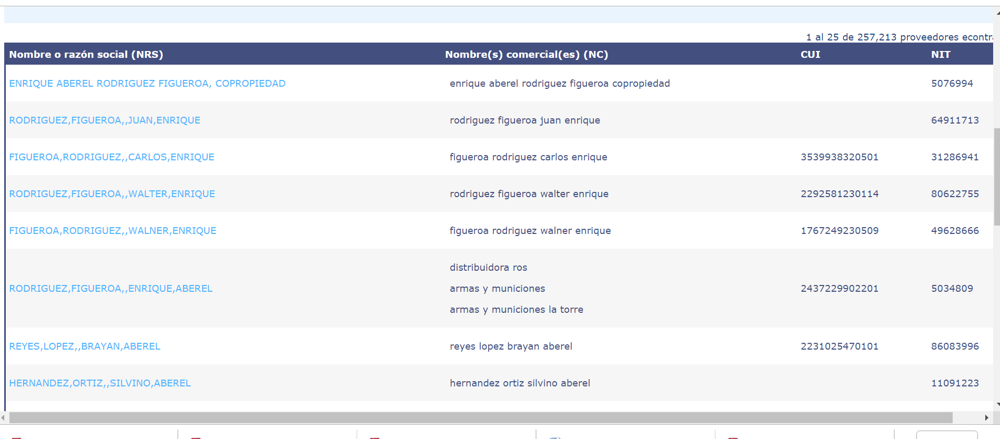 1 al 25 de 257,213 proveedores
Nombre o razón social (NRS) Nombre(s) comercial(es) (NC) CUI NIT
ENRIQUE ABEREL RODRIGUEZ FIGUEROA, COPROPIEDAD enrique aberel rodriguez figueroa copropiedad 5076994
RODRIGUEZ,FIGUEROA,,JUAN,ENRIQUE rodriguez figueroa juan enrique 64911713
FIGUEROA,RODRIGUEZ,,CARLOS,ENRIQUE figueroa rodriguez carlos enrique 3539938320501 31286941
RODRIGUEZ,FIGUEROA,,WALTER,ENRIQUE rodriguez figueroa walter enrique 2292581230114 80622755
FIGUEROA,RODRIGUEZ,,WALNER,ENRIQUE figueroa rodriguez walner enrique 1767249230509 49628666
distribuidora ros
RODRIGUEZ,FIGUEROA,,ENRIQUE,ABEREL armas y municiones 2437229902201 5034809
armas y municiones la torre
REYES,LOPEZ,,BRAYAN,ABEREL reyes lopez brayan aberel 2231025470101 86083996
HERNANDEZ,ORTIZ,,SILVINO,ABEREL hernandez ortiz silvino aberel 11091223